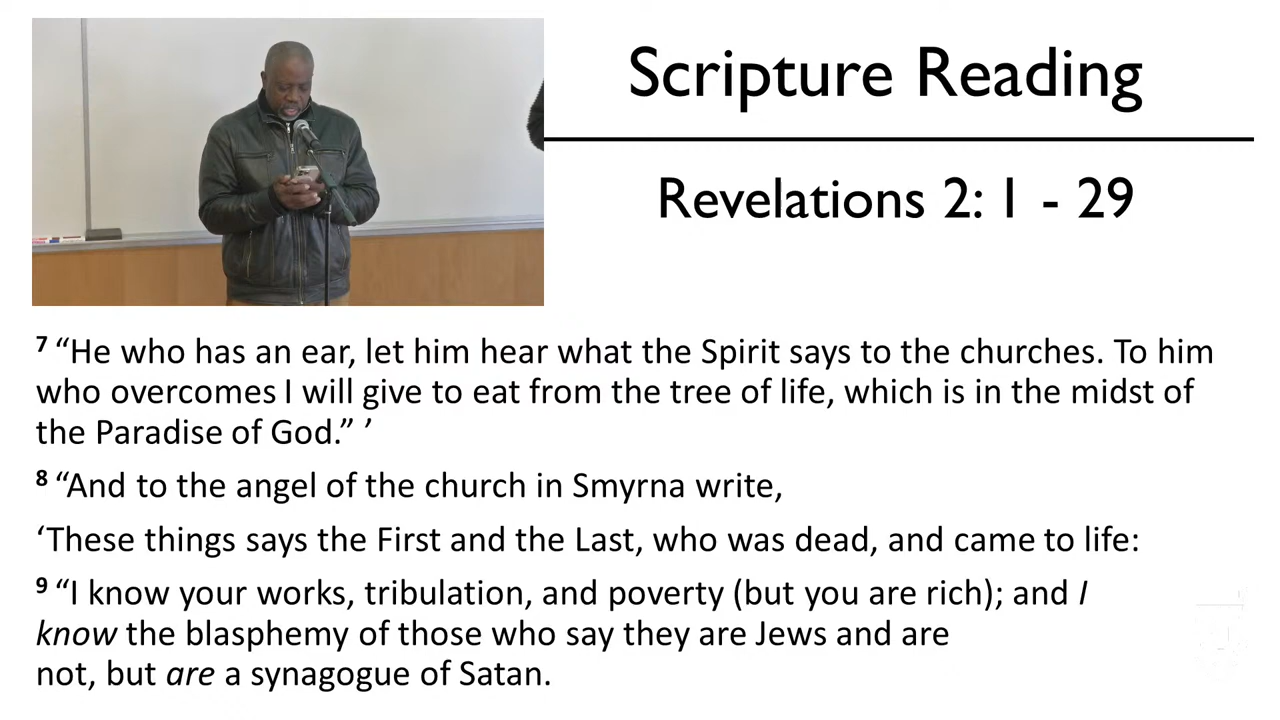 Scripture Reading
Revelations 2: 1 - 29
7 “He who has an ear, let him hear what the Spirit says to the churches. To him
who overcomes I will give to eat from the tree of life, which is in the midst of
the Paradise of God.” ’
8 “And to the angel of the church in Smyrna write,
‘These things says the First and the Last, who was dead, and came to life:
9 “I know your works, tribulation, and poverty (but you are rich); and I
know the blasphemy of those who say they are Jews and are
not, but are a synagogue of Satan.